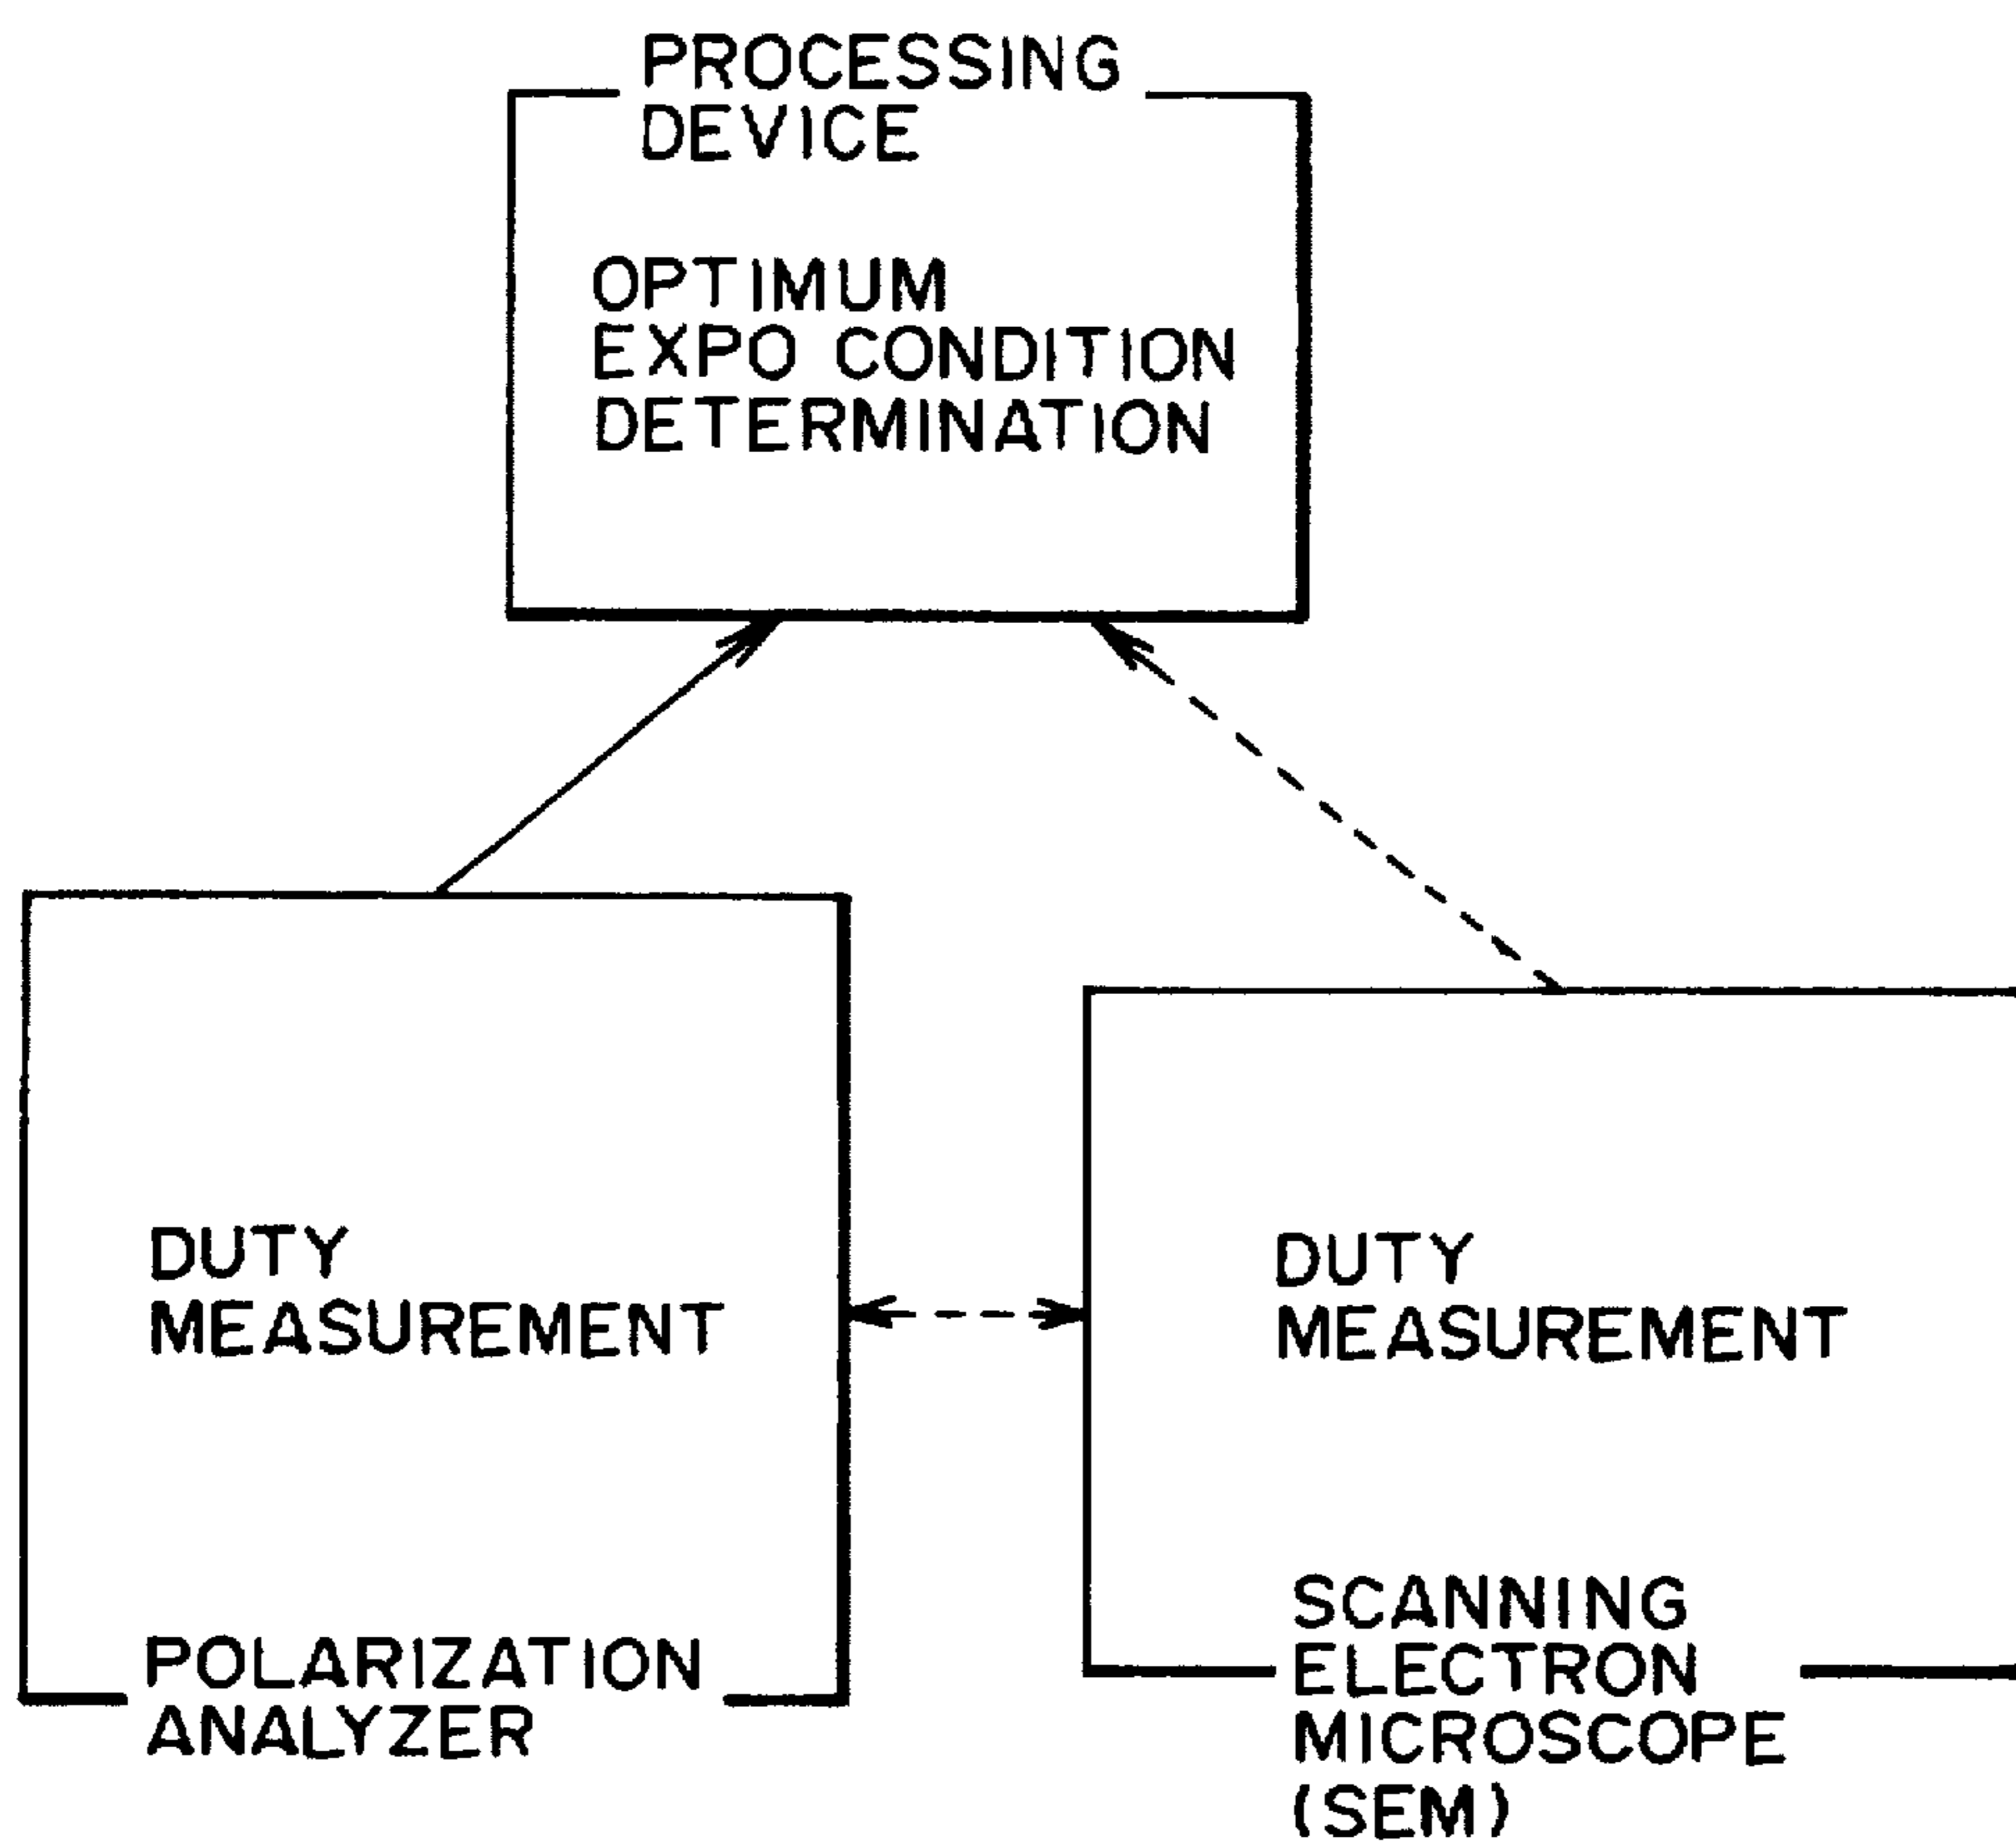 PROCESSING
DEVICE
OPTIMUM
EXPO CONDITION
DETERMINATION
DUTY
MEASUREMENT
POLARIZATION
ANALYZER
DUTY
MEASUREMENT
SCANNING
ELECTRON
MICROSCOPE
(SEM)